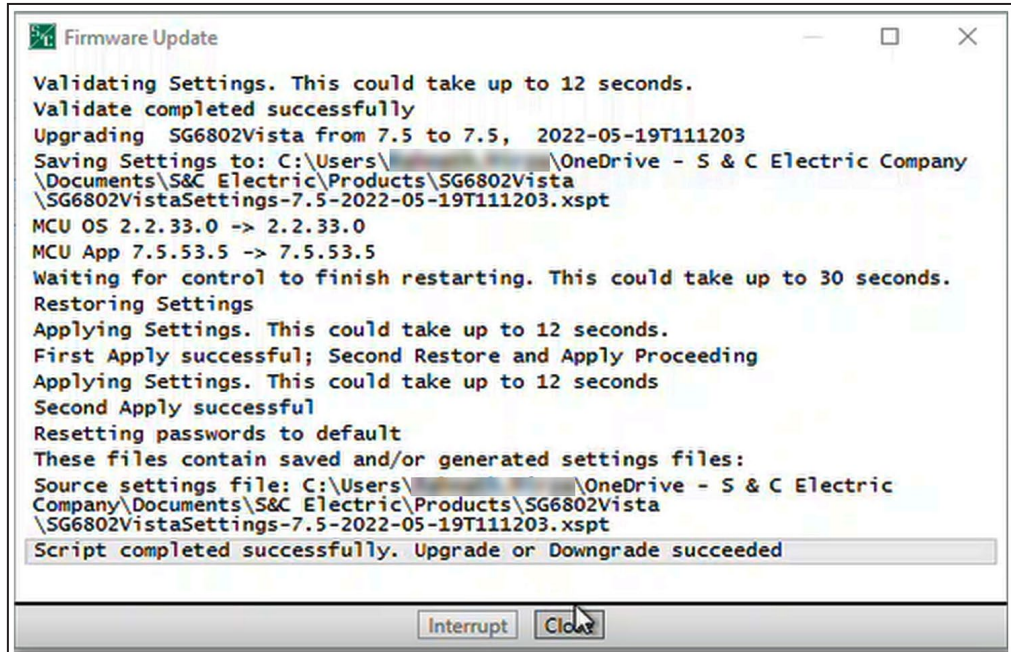 Firmware Update
Validating Settings. This could take up to 12 seconds.
Validate completed successfully
Upgrading  SG6802Vista from 7.5 to 7.5,  2022-05-19T111203
Saving Settings to: C:\Users\ \OneDrive - S & C Electric Company
\Documents\S&C Electric\Products\SG6802Vista
\SG6802VistaSettings-7.5-2022-05-19T111203.xspt
MCU OS 2.2.33.0 -> 2.2.33.0
MCU App 7.5.53.5 -> 7.5.53.5
Waiting for control to finish restarting. This could take up to 30 seconds.
Restoring Settings
Applying Settings. This could take up to 12 seconds.
First Apply successful; Second Restore and Apply Proceeding
Applying Settings. This could take up to 12 seconds
Second Apply successful
Resetting passwords to default
These files contain saved and/or generated settings files:
Source settings file: C:\Users\ \OneDrive - S & C Electric
Company\Documents\S&C Electric\Products\SG6802Vista
\SG6802VistaSettings-7.5-2022-05-19T111203.xspt
Script completed successfully. Upgrade or Downgrade succeeded
Interrupt Close